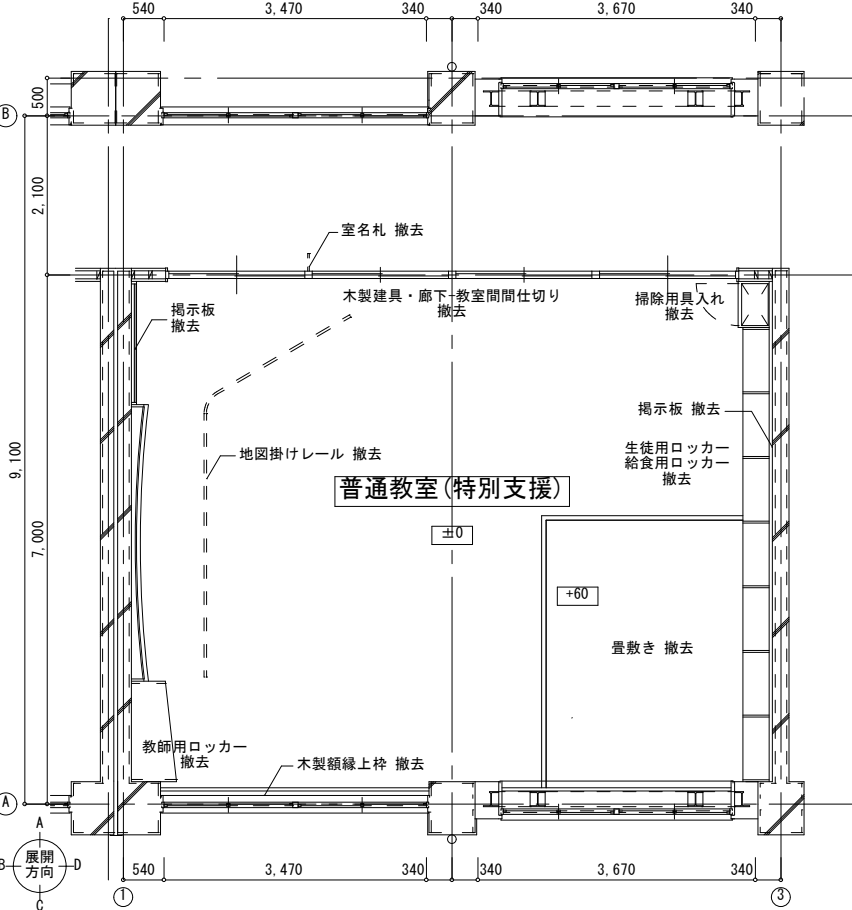 540
3,470
340
340
3,670
340
500
B
2,100
室名札 撤去
木製建具・廊下-教室間間仕切り
撤去
掃除用具入れ
撤去
掲示板
撤去
掲示板 撤去
地図掛けレール 撤去
生徒用ロッカー
給食用ロッカー
撤去
9,100
7,000
普通教室(特別支援)
±0
+60
畳敷き 撤去
教師用ロッカー
撤去
木製額縁上枠 撤去
A
A
B
展開
方向
D
C
540
3,470
340
340
3,670
340
1
3